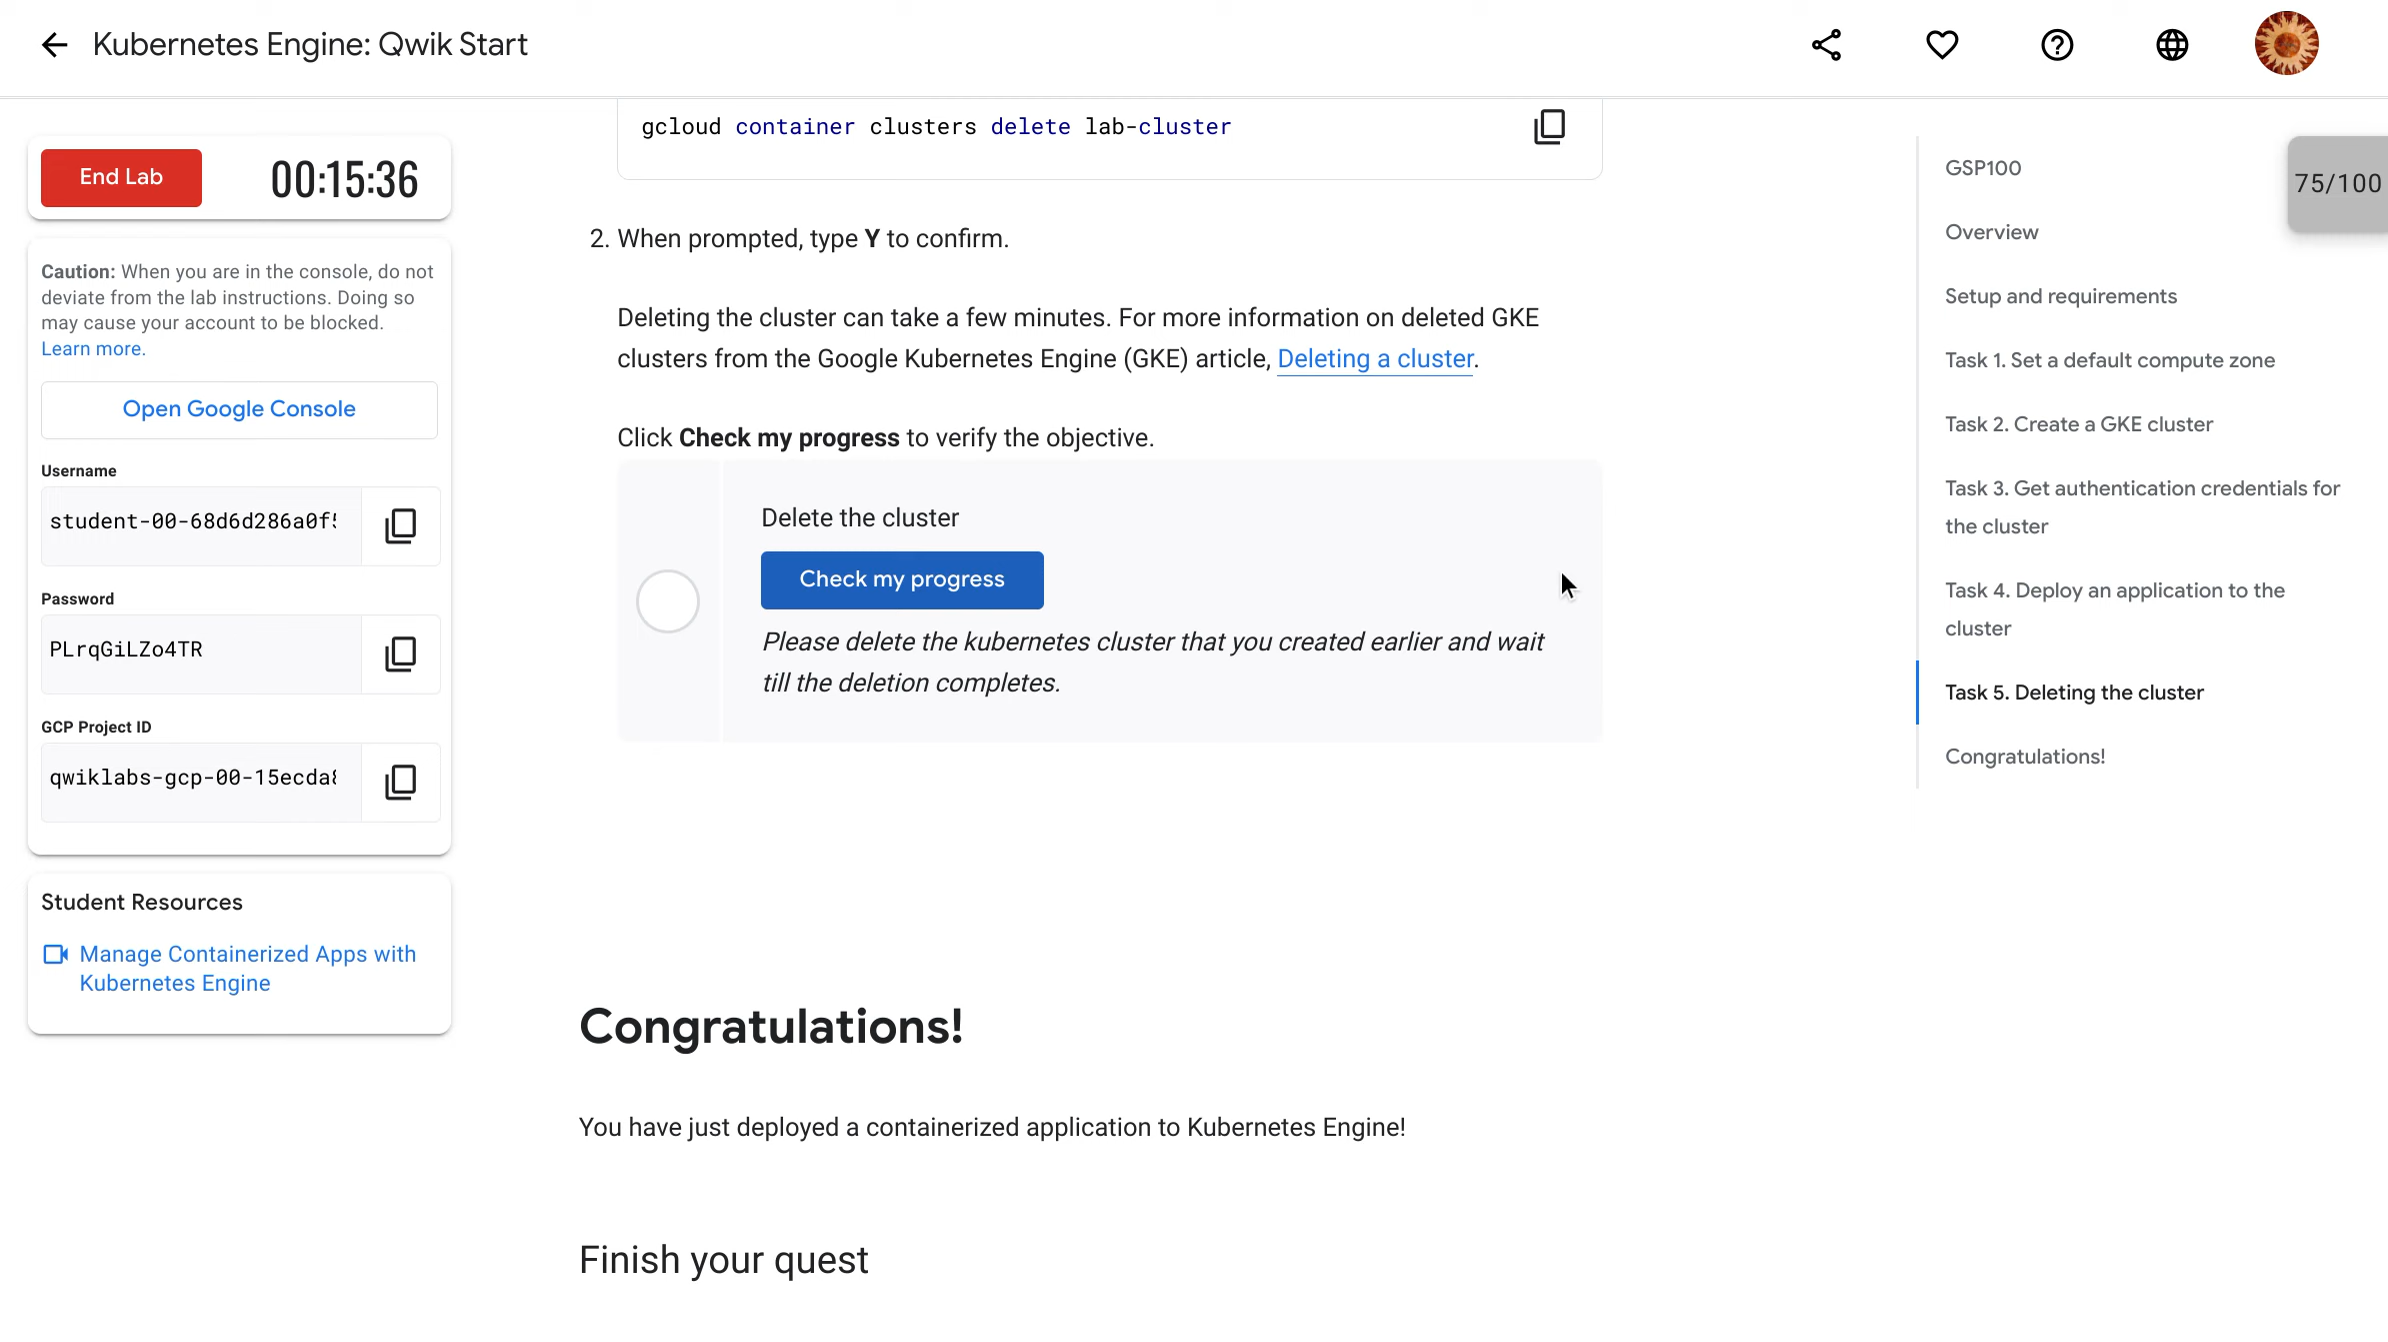 Kubernetes Engine: Qwik Start
End Lab
00:15:36
Caution: When you are in the console, do not
deviate from the lab instructions. Doing so
may cause your account to be blocked.
Learn more.
Open Google Console
Username
student-00-68d6d286a0f
Password
PLrqGiLZo4TR
GCP Project ID
qwiklabs-gcp-00-15ecda
Student Resources
Manage Containerized Apps with
Kubernetes Engine
gcloud container clusters delete lab-cluster
2. When prompted, type Y to confirm.
Deleting the cluster can take a few minutes. For more information on deleted GKE
clusters from the Google Kubernetes Engine (GKE) article, Deleting a cluster.
Click Check my progress to verify the objective.
Delete the cluster
Check my progress
Please delete the kubernetes cluster that you created earlier and wait
till the deletion completes.
Congratulations!
You have just deployed a containerized application to Kubernetes Engine!
Finish your quest
GSP100
Overview
Setup and requirements
Task 1. Set a default compute zone
Task 2. Create a GKE cluster
Task 3. Get authentication credentials for
the cluster
Task 4. Deploy an application to the
cluster
Task 5. Deleting the cluster
Congratulations!
75/100